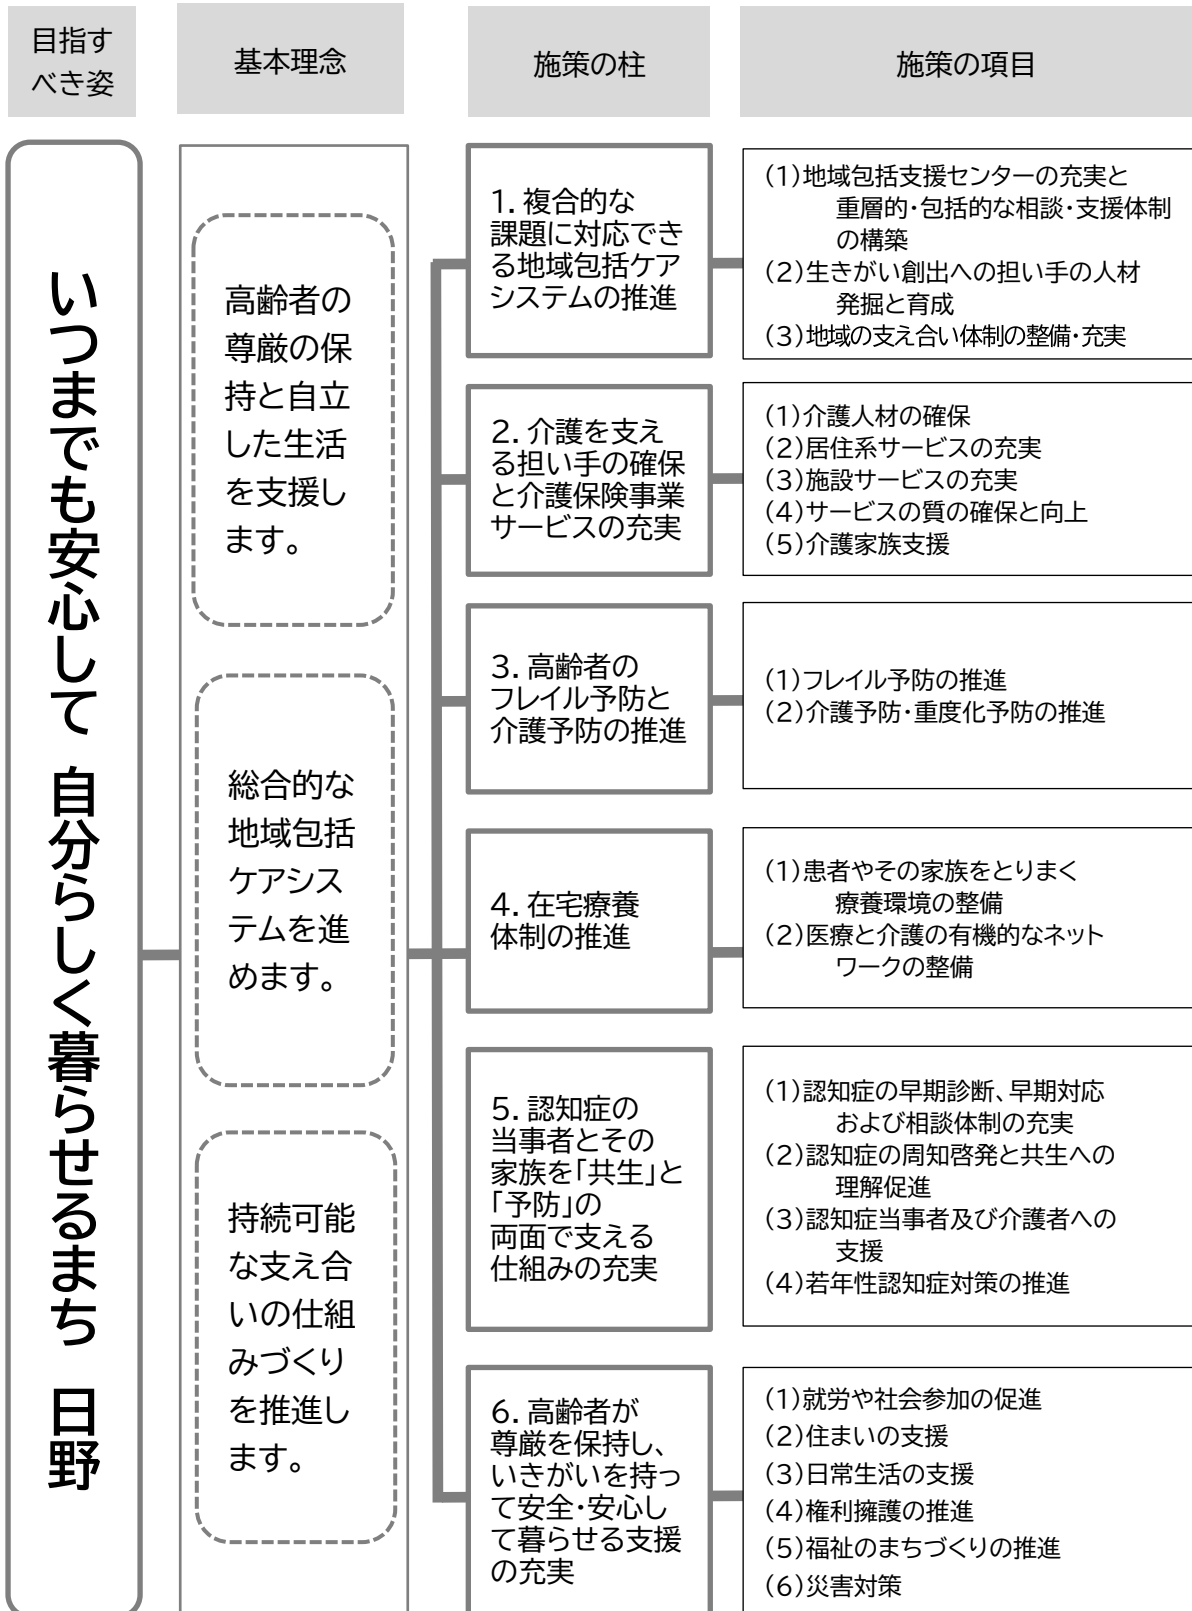 目指す
べき姿
基本理念
施策の柱
施策の項目
いつまでも安心して 自分らしく暮らせるまち 日野
高齢者の
尊厳の保
持と自立
した生活
を支援し
ます。
総合的な
地域包括
ケアシス
テムを進
めます。
持続可能
な支え合
いの仕組
みづくり
を推進し
ます。
1．複合的な
課題に対応でき
る地域包括ケア
システムの推進
（1）地域包括支援センターの充実と
重層的・包括的な相談・支援体制
の構築
（2）生きがい創出への担い手の人材
発掘と育成
（3）地域の支え合い体制の整備・充実
2．介護を支え
る担い手の確保
と介護保険事業
サービスの充実
（1）介護人材の確保
（2）居住系サービスの充実
（3）施設サービスの充実
（4）サービスの質の確保と向上
（5）介護家族支援
3．高齢者の
フレイル予防と
介護予防の推進
（1）フレイル予防の推進
（2）介護予防・重度化予防の推進
4．在宅療養
体制の推進
（1）患者やその家族をとりまく
療養環境の整備
（2）医療と介護の有機的なネット
ワークの整備
5．認知症の
当事者とその
家族を「共生」と
「予防」の
両面で支える
仕組みの充実
（1）認知症の早期診断、早期対応
および相談体制の充実
（2）認知症の周知啓発と共生への
理解促進
（3）認知症当事者及び介護者への
支援
（4）若年性認知症対策の推進
6．高齢者が
尊厳を保持し、
いきがいを持っ
て安全・安心し
て暮らせる支援
の充実
（1）就労や社会参加の促進
（2）住まいの支援
（3）日常生活の支援
（4）権利擁護の推進
（5）福祉のまちづくりの推進
（6）災害対策